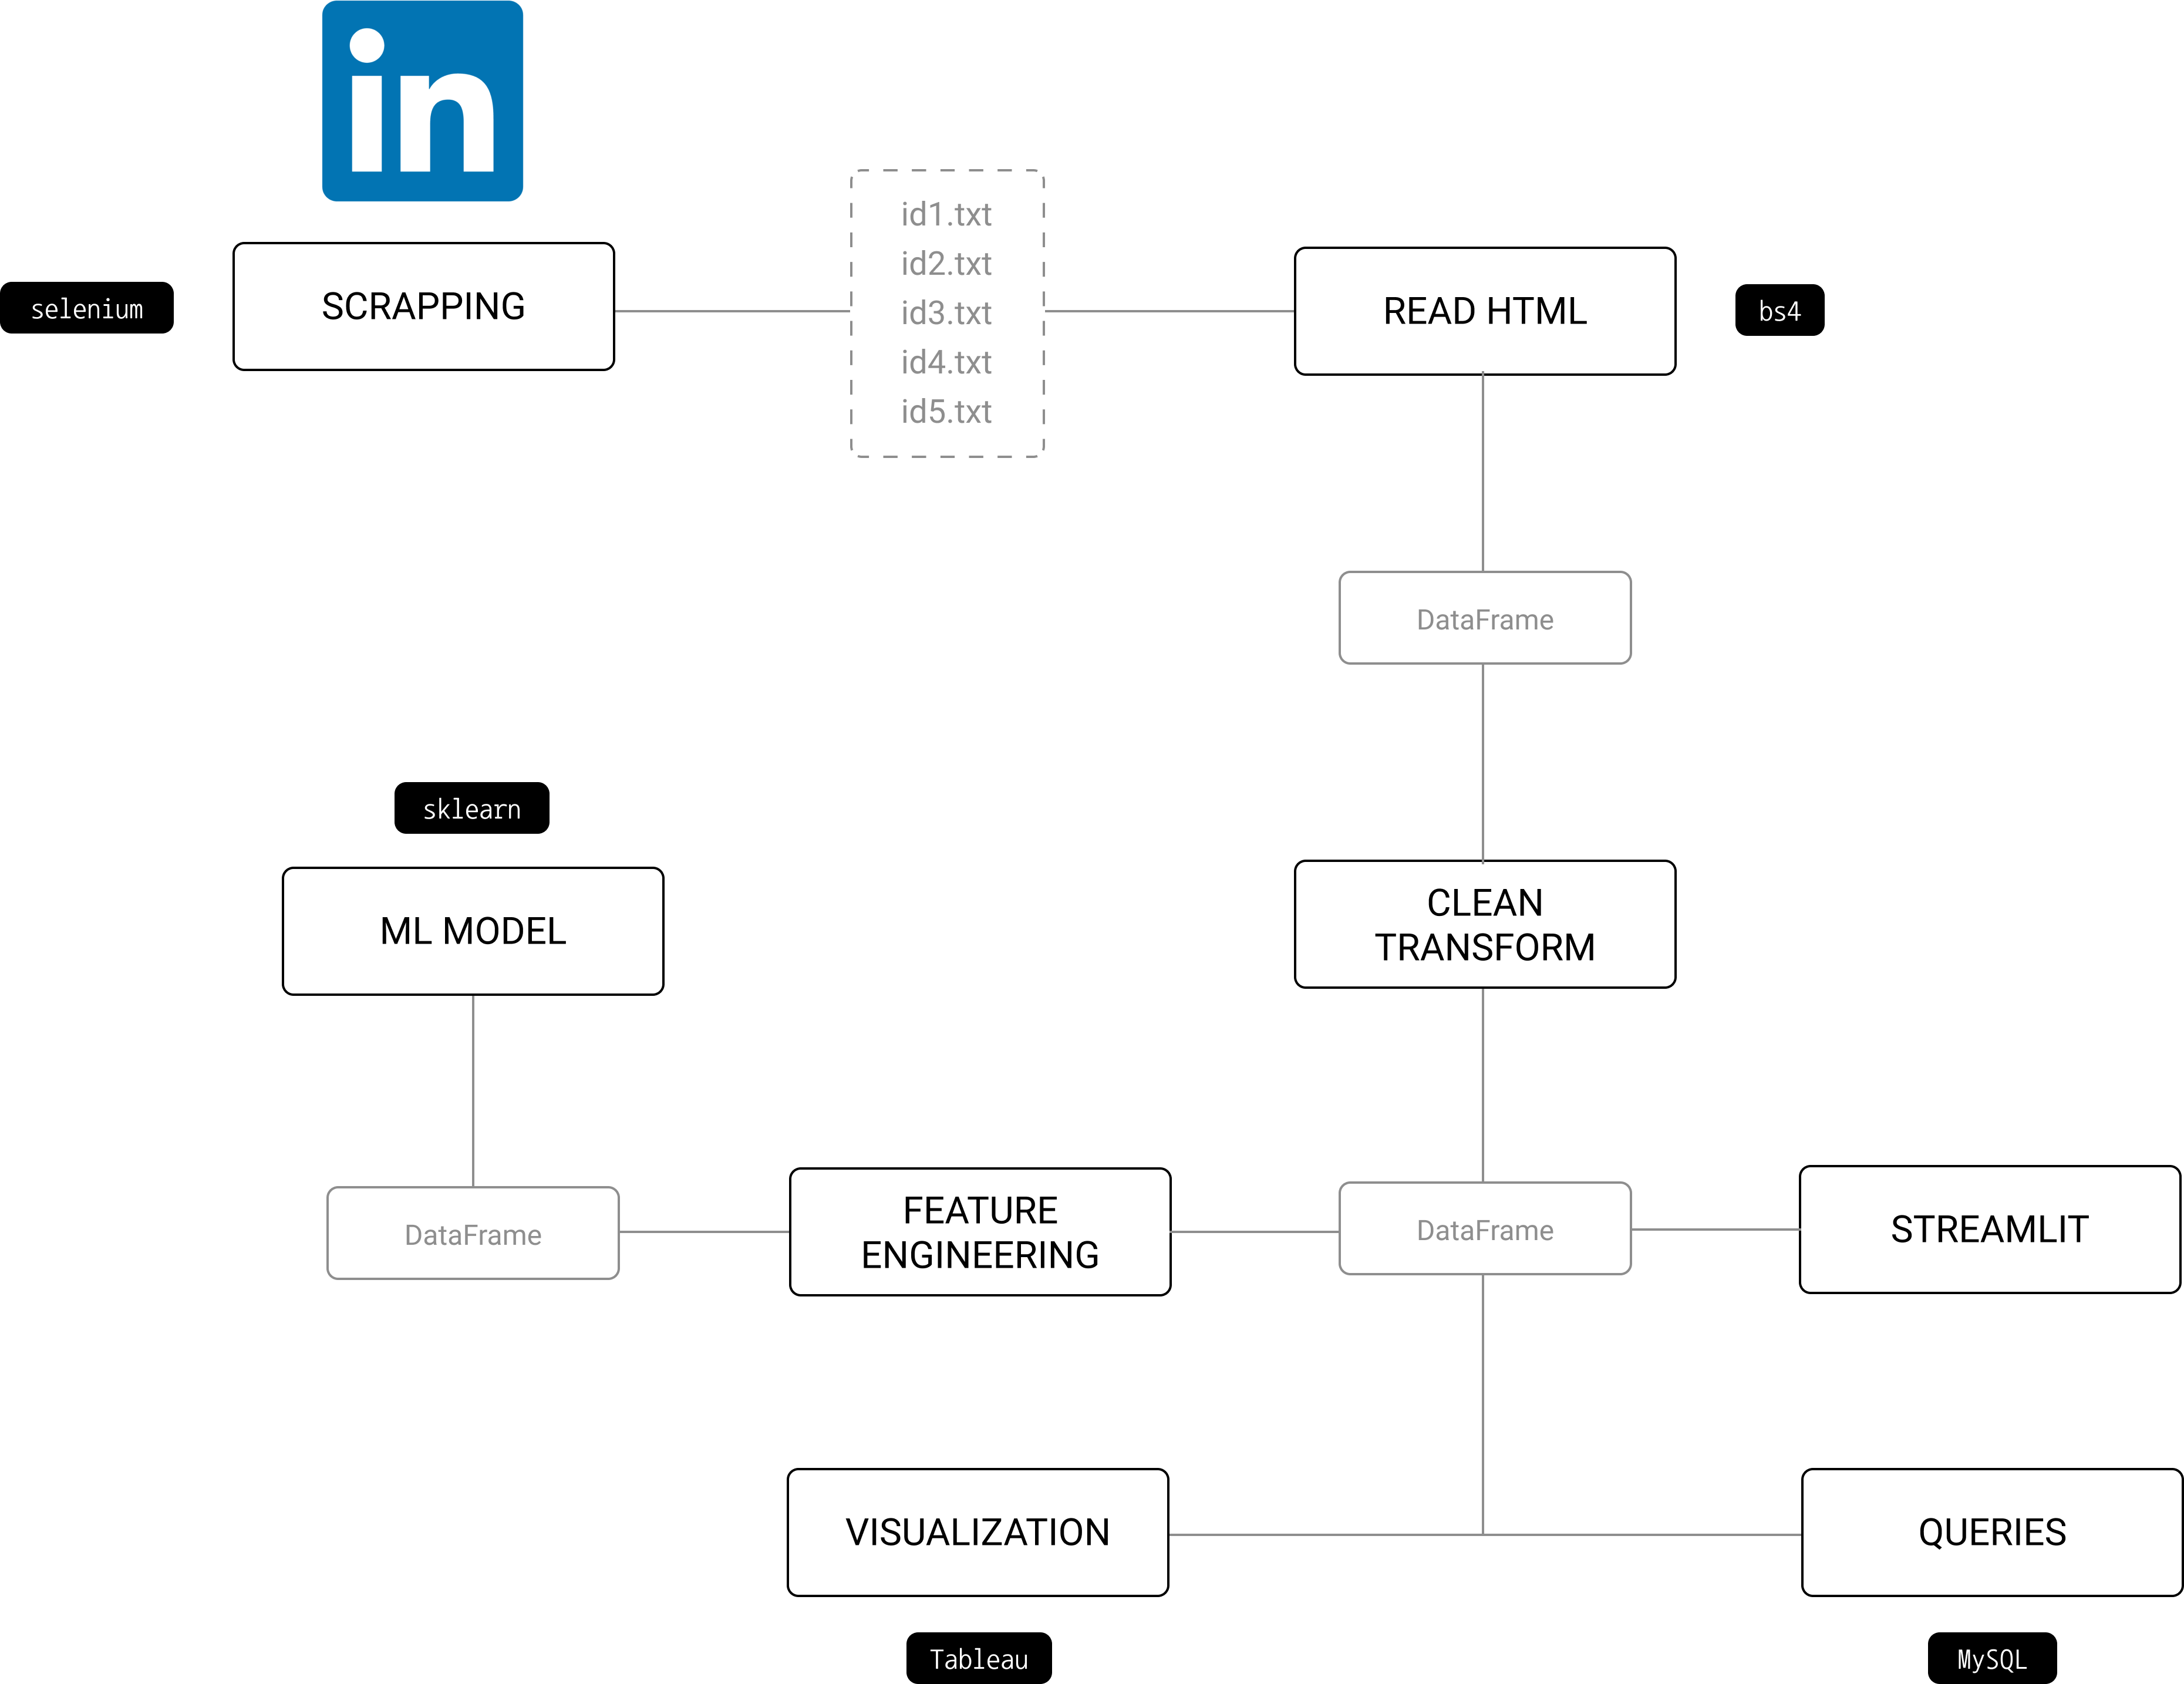 in
id1.txt
id2.txt
id3.txt
id4.txt
id5.txt
selenium
SCRAPPING
READ HTML
bs4
DataFrame
sklearn
ML MODEL
CLEAN
TRANSFORM
DataFrame
FEATURE
ENGINEERING
DataFrame
STREAMLIT
VISUALIZATION
QUERIES
Tableau
MySQL